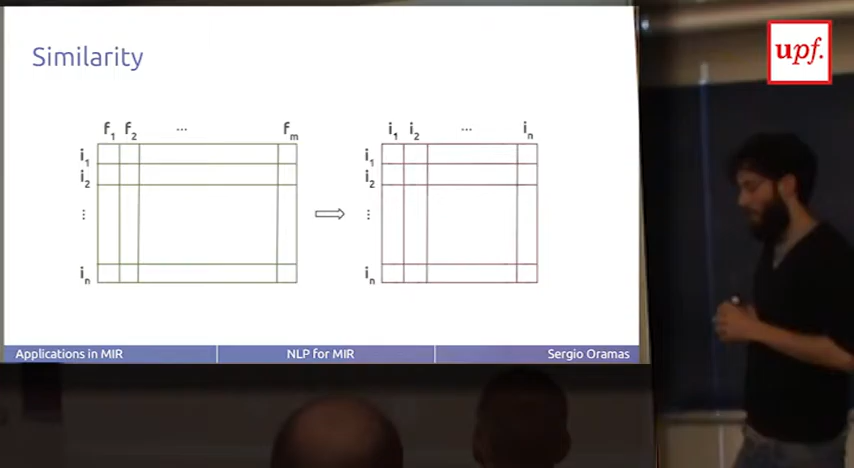 upf.
Similarity
f1 f2 ... fm
i1
i2
⋮
in
i1 i2 ... in
i1
i2
⋮
in
Applications in MIR NLP for MIR Sergio Oramas